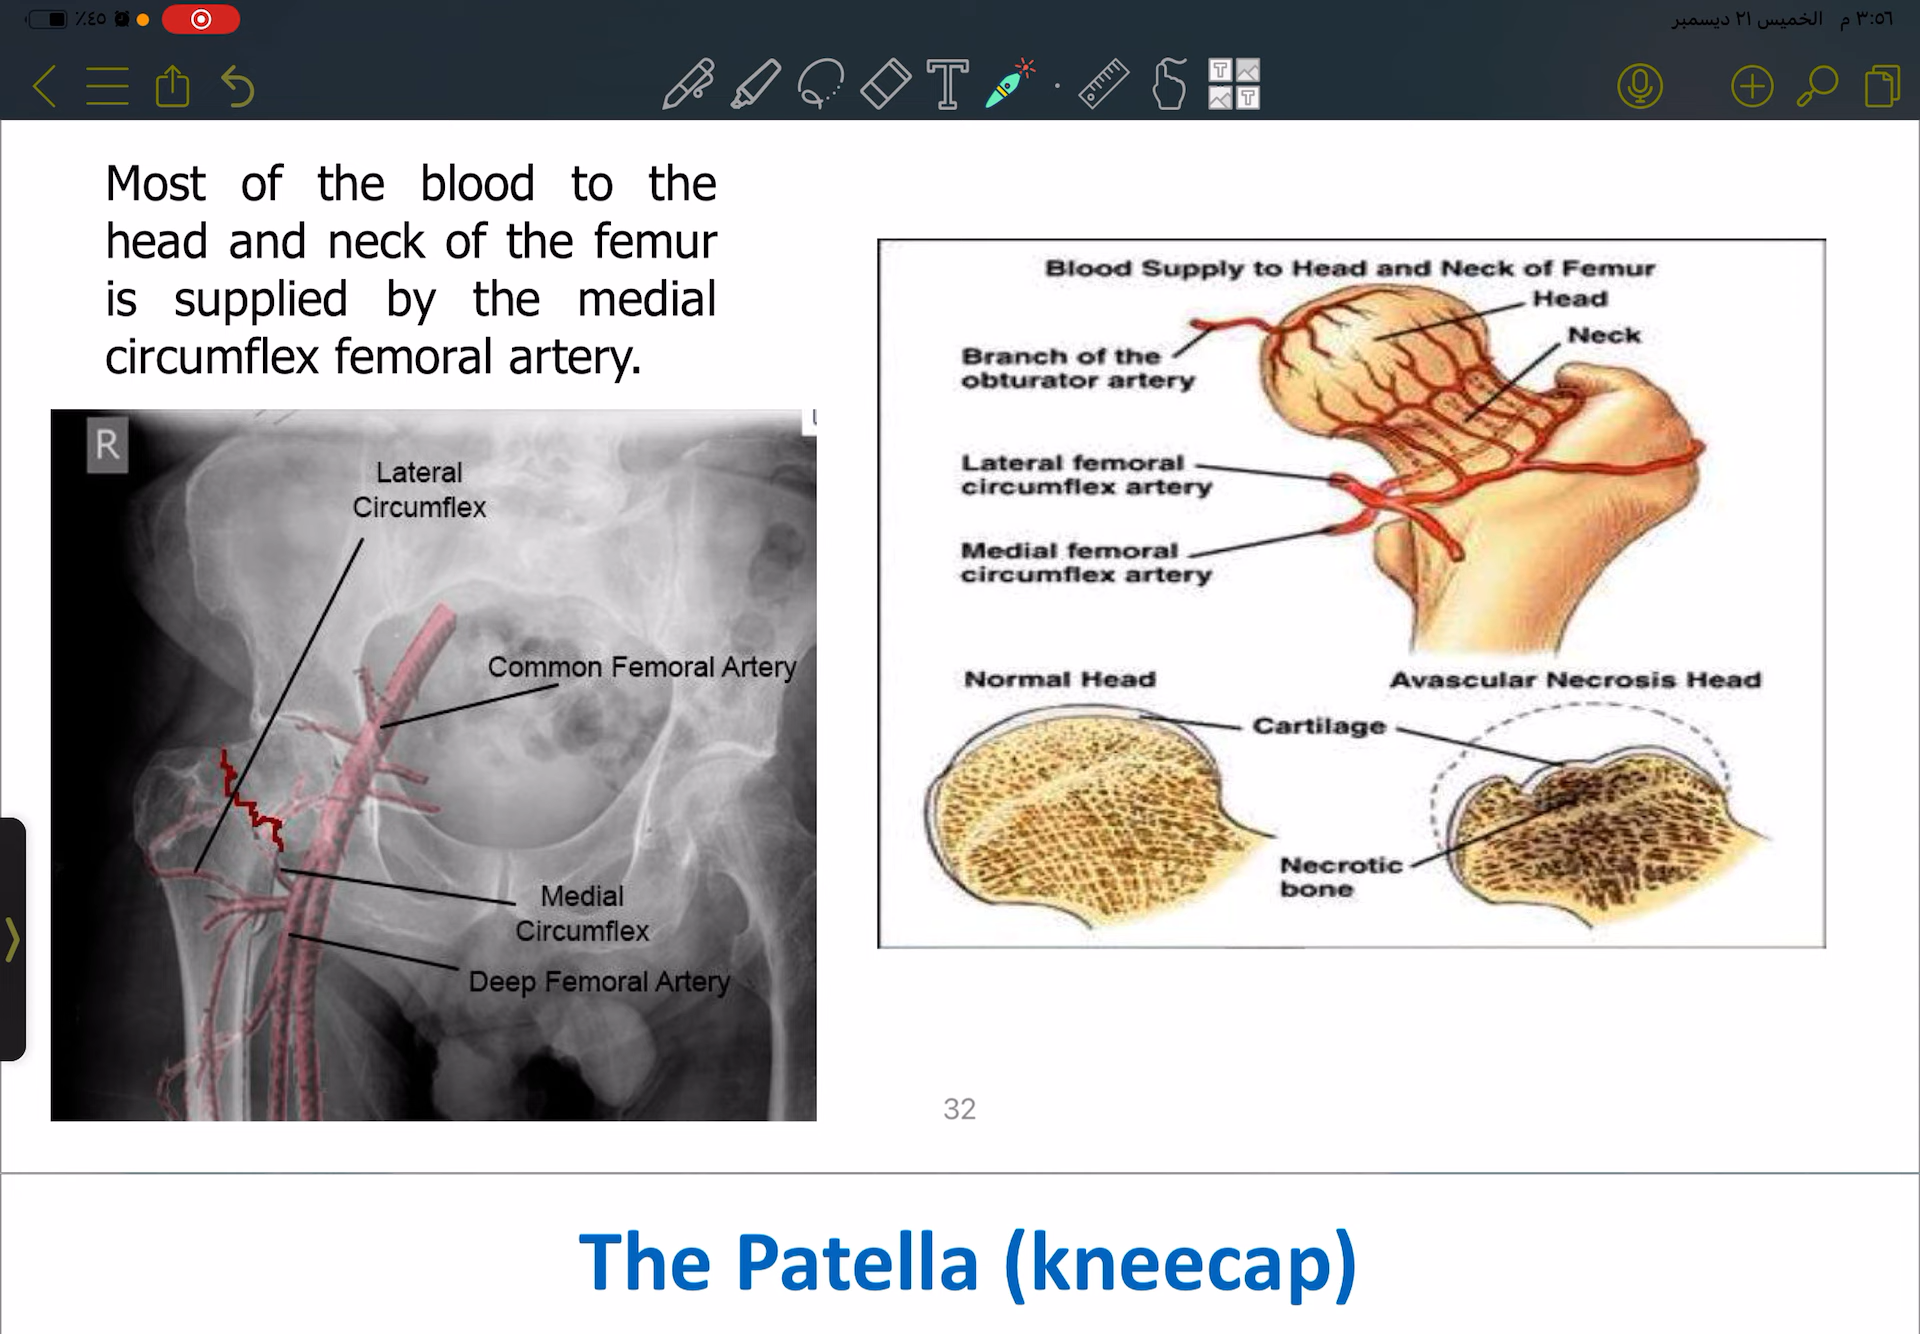 ٪٤٥
٣:٥٦ م الخميس ٢١ ديسمبر
Most of the blood to the
head and neck of the femur
is supplied by the medial
circumflex femoral artery.
R
Lateral
Circumflex
Common Femoral Artery
Medial
Circumflex
Deep Femoral Artery
Blood Supply to Head and Neck of Femur
Head
Neck
Branch of the
obturator artery
Lateral femoral
circumflex artery
Medial femoral
circumflex artery
Normal Head
Avascular Necrosis Head
Cartilage
Necrotic
bone
32
The Patella (kneecap)